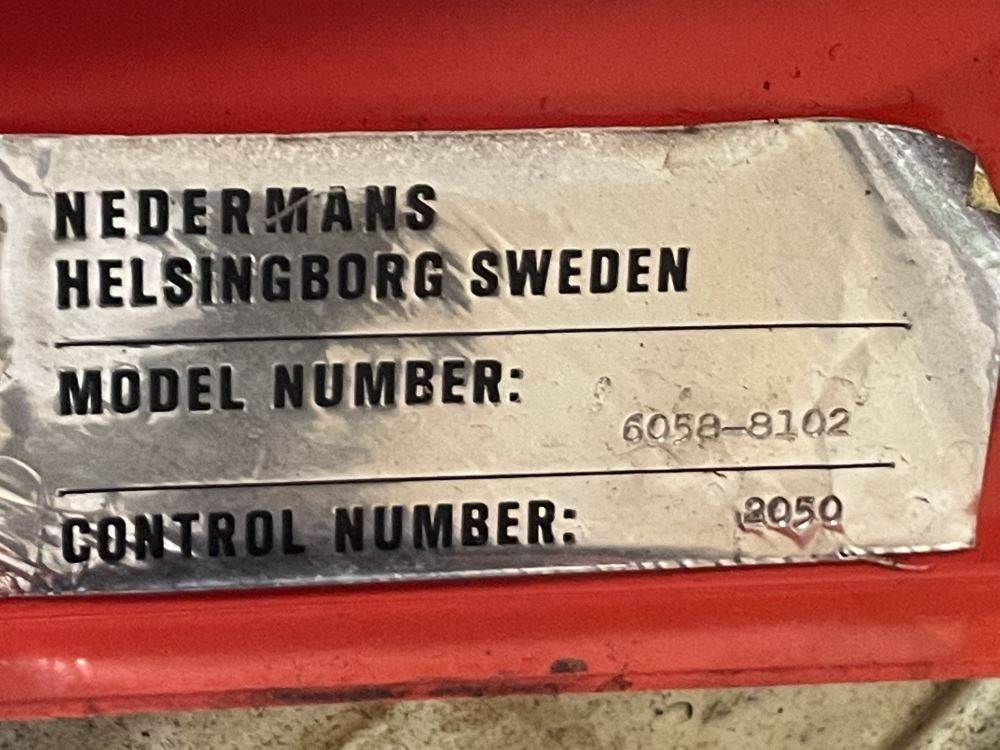 NEDERMANS
HELSINGBORG SWEDEN
MODEL NUMBER:
6058-8102
CONTROL NUMBER: 2050